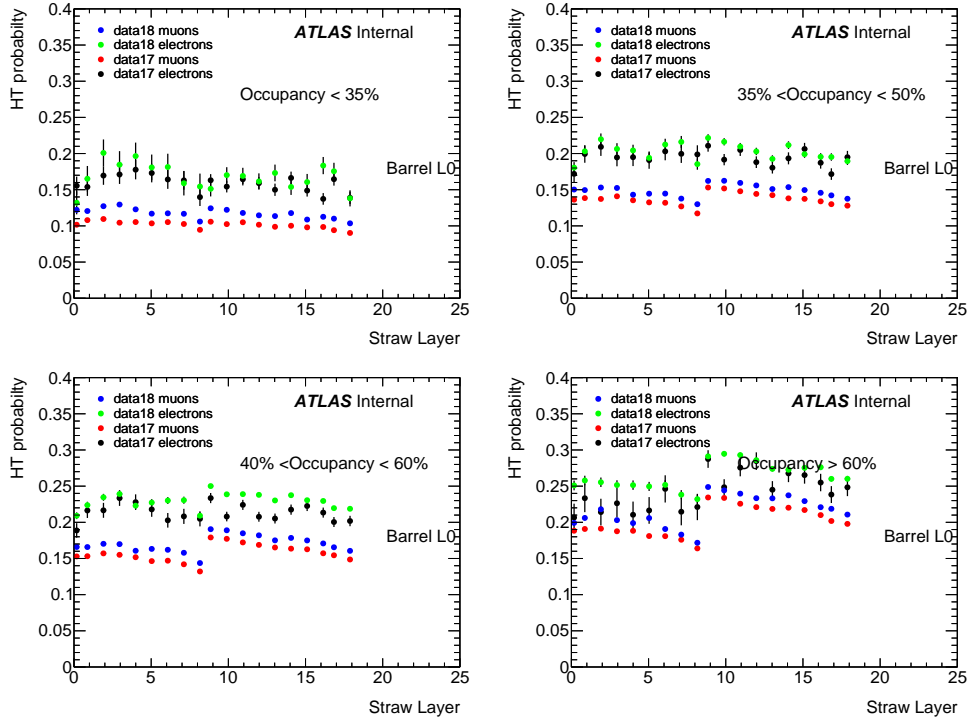 HT probabilty
0.4
0.35
0.3
0.25
0.2
0.15
0.1
0.05
0
data18 muons
data18 electrons
data17 muons
data17 electrons
ATLAS Internal
Occupancy < 35%
Barrel L0
0 5 10 15 20 25
Straw Layer
HT probabilty
0.4
0.35
0.3
0.25
0.2
0.15
0.1
0.05
0
data18 muons
data18 electrons
data17 muons
data17 electrons
ATLAS Internal
35% <Occupancy < 50%
Barrel L0
0 5 10 15 20 25
Straw Layer
HT probabilty
0.4
0.35
0.3
0.25
0.2
0.15
0.1
0.05
0
data18 muons
data18 electrons
data17 muons
data17 electrons
ATLAS Internal
40% <Occupancy < 60%
Barrel L0
0 5 10 15 20 25
Straw Layer
HT probabilty
0.4
0.35
0.3
0.25
0.2
0.15
0.1
0.05
0
data18 muons
data18 electrons
data17 muons
data17 electrons
ATLAS Internal
Occupancy > 60%
Barrel L0
0 5 10 15 20 25
Straw Layer